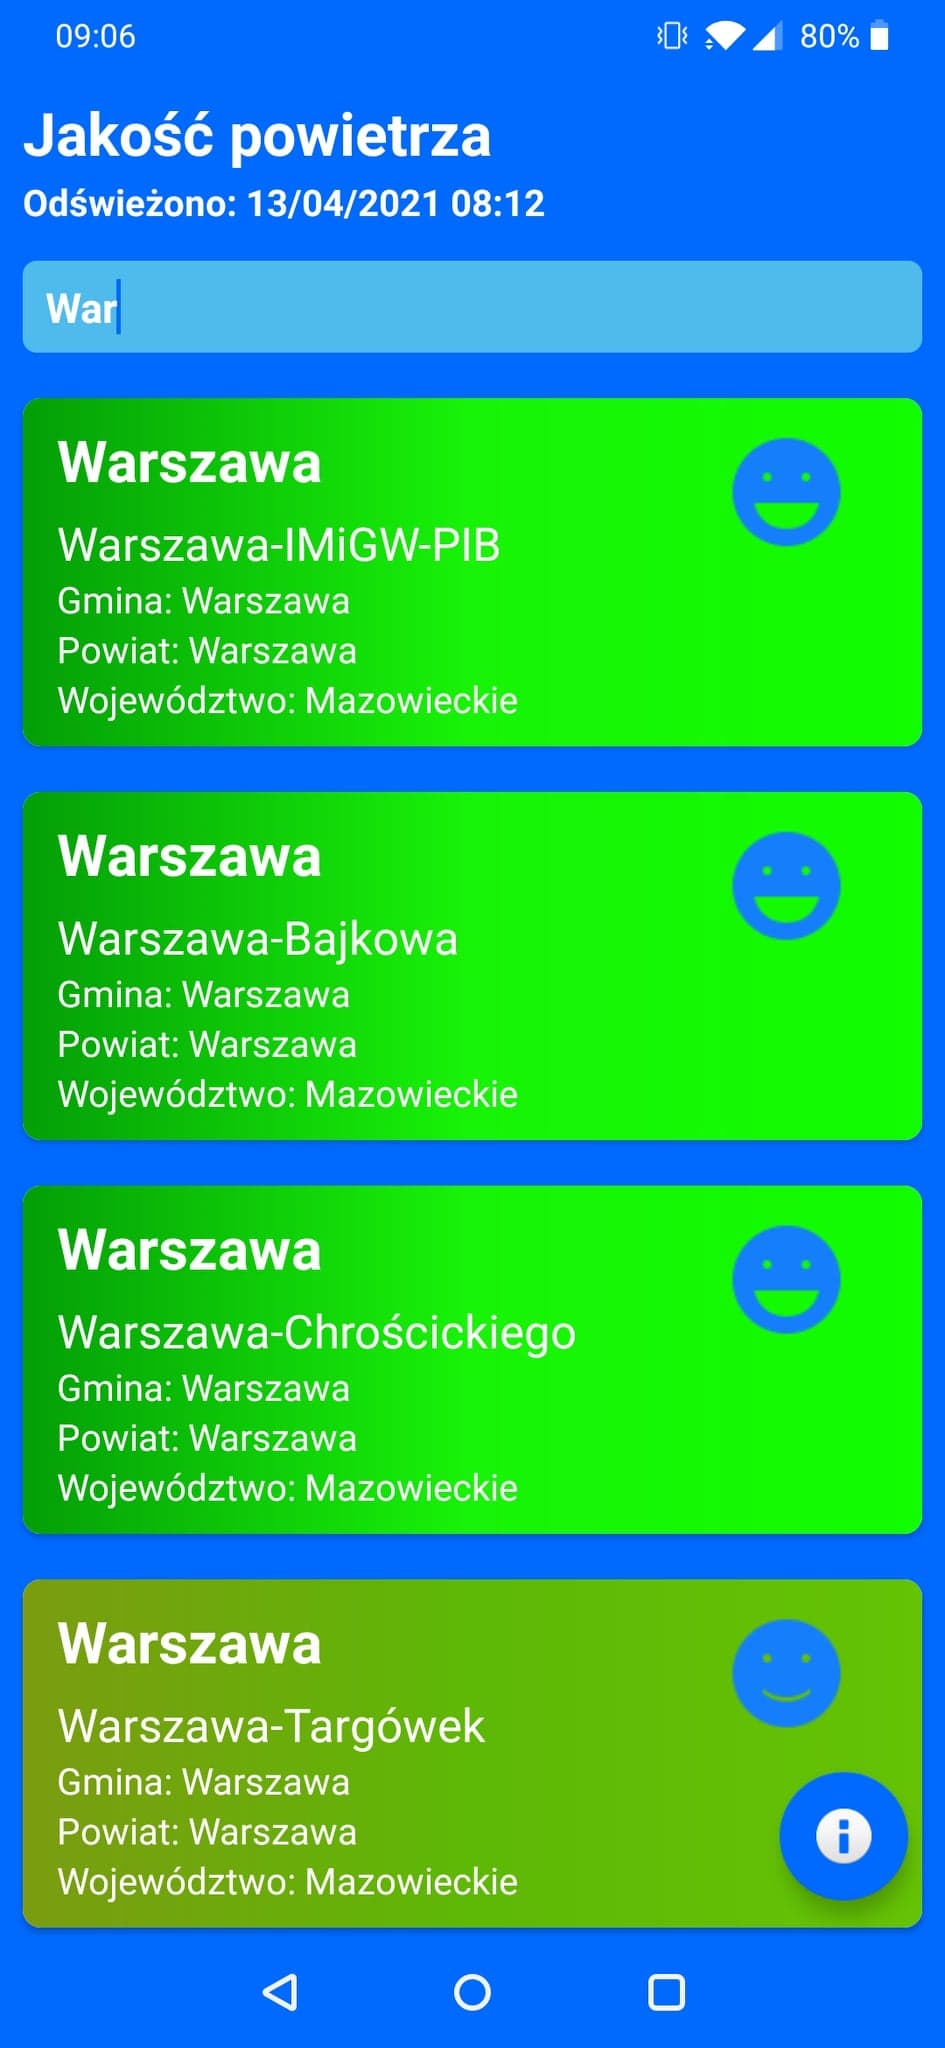 09:06
80%
Jakość powietrza
Odświeżono: 13/04/2021 08:12
War
Warszawa
Warszawa-IMiGW-PIB
Gmina: Warszawa
Powiat: Warszawa
Województwo: Mazowieckie
Warszawa
Warszawa-Bajkowa
Gmina: Warszawa
Powiat: Warszawa
Województwo: Mazowieckie
Warszawa
Warszawa-Chrościckiego
Gmina: Warszawa
Powiat: Warszawa
Województwo: Mazowieckie
Warszawa
Warszawa-Targówek
Gmina: Warszawa
Powiat: Warszawa
Województwo: Mazowieckie